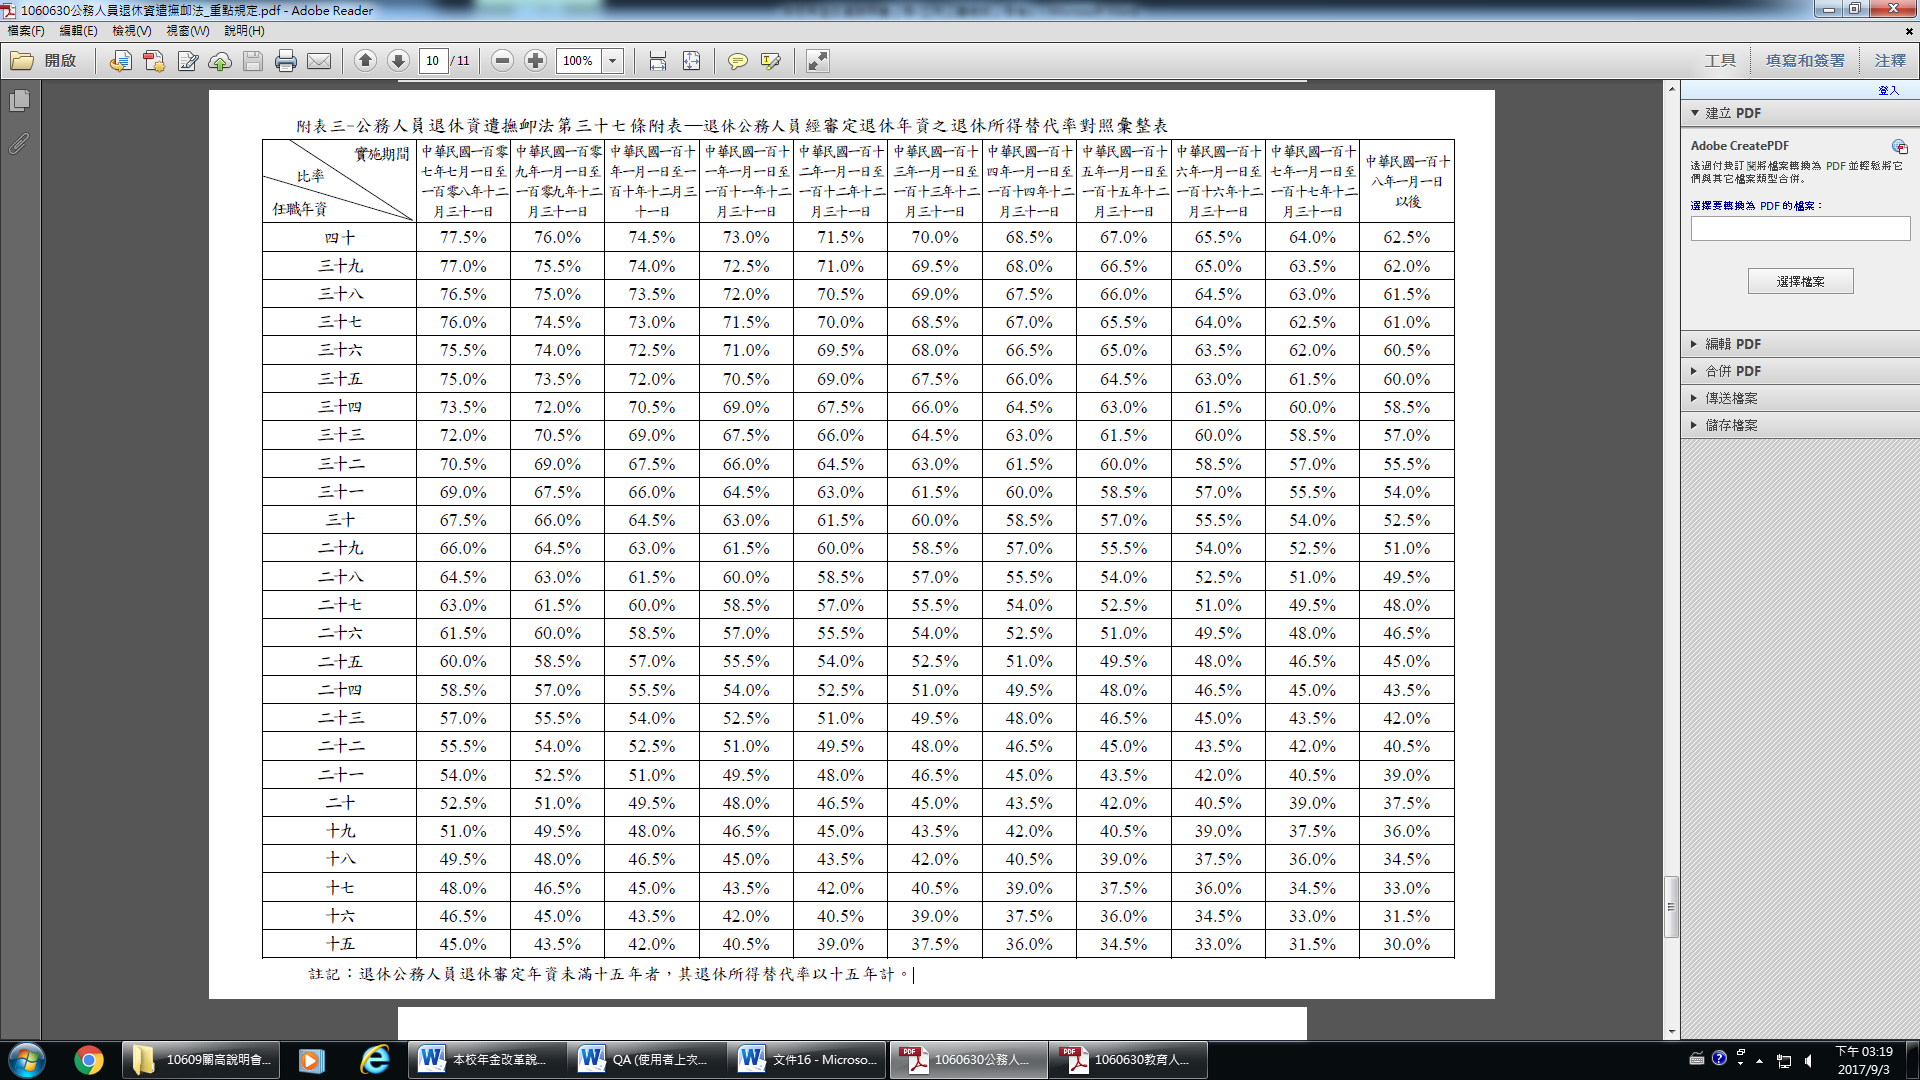 1060630公務人員退休資遣撫卹法_重點規定.pdf - Adobe Reader
檔案(F) 編輯(E) 檢視(V) 視窗(W) 說明(H)
開啟 10 / 11 100% 工具 填寫和簽署 注釋
登入
建立 PDF
Adobe CreatePDF
透過付費訂閱將檔案轉換為 PDF 並輕鬆將它
們與其它檔案類型合併。
選擇要轉換為 PDF 的檔案：
選擇檔案
編輯 PDF
合併 PDF
傳送檔案
儲存檔案
附表三-公務人員退休資遣撫卹法第三十七條附表—退休公務人員經審定退休年資之退休所得替代率對照彙整表
實施期間
比率
任職年資
中華民國一百零
七年七月一日至
一百零八年十二
月三十一日
中華民國一百零
九年一月一日至
一百零九年十二
月三十一日
中華民國一百十
年一月一日至一
百十年十二月三
十一日
中華民國一百十
一年一月一日至
一百十一年十二
月三十一日
中華民國一百十
二年一月一日至
一百十二年十二
月三十一日
中華民國一百十
三年一月一日至
一百十三年十二
月三十一日
中華民國一百十
四年一月一日至
一百十四年十二
月三十一日
中華民國一百十
五年一月一日至
一百十五年十二
月三十一日
中華民國一百十
六年一月一日至
一百十六年十二
月三十一日
中華民國一百十
七年一月一日至
一百十七年十二
月三十一日
中華民國一百十
八年一月一日
以後
四十 77.5% 76.0% 74.5% 73.0% 71.5% 70.0% 68.5% 67.0% 65.5% 64.0% 62.5%
三十九 77.0% 75.5% 74.0% 72.5% 71.0% 69.5% 68.0% 66.5% 65.0% 63.5% 62.0%
三十八 76.5% 75.0% 73.5% 72.0% 70.5% 69.0% 67.5% 66.0% 64.5% 63.0% 61.5%
三十七 76.0% 74.5% 73.0% 71.5% 70.0% 68.5% 67.0% 65.5% 64.0% 62.5% 61.0%
三十六 75.5% 74.0% 72.5% 71.0% 69.5% 68.0% 66.5% 65.0% 63.5% 62.0% 60.5%
三十五 75.0% 73.5% 72.0% 70.5% 69.0% 67.5% 66.0% 64.5% 63.0% 61.5% 60.0%
三十四 73.5% 72.0% 70.5% 69.0% 67.5% 66.0% 64.5% 63.0% 61.5% 60.0% 58.5%
三十三 72.0% 70.5% 69.0% 67.5% 66.0% 64.5% 63.0% 61.5% 60.0% 58.5% 57.0%
三十二 70.5% 69.0% 67.5% 66.0% 64.5% 63.0% 61.5% 60.0% 58.5% 57.0% 55.5%
三十一 69.0% 67.5% 66.0% 64.5% 63.0% 61.5% 60.0% 58.5% 57.0% 55.5% 54.0%
三十 67.5% 66.0% 64.5% 63.0% 61.5% 60.0% 58.5% 57.0% 55.5% 54.0% 52.5%
二十九 66.0% 64.5% 63.0% 61.5% 60.0% 58.5% 57.0% 55.5% 54.0% 52.5% 51.0%
二十八 64.5% 63.0% 61.5% 60.0% 58.5% 57.0% 55.5% 54.0% 52.5% 51.0% 49.5%
二十七 63.0% 61.5% 60.0% 58.5% 57.0% 55.5% 54.0% 52.5% 51.0% 49.5% 48.0%
二十六 61.5% 60.0% 58.5% 57.0% 55.5% 54.0% 52.5% 51.0% 49.5% 48.0% 46.5%
二十五 60.0% 58.5% 57.0% 55.5% 54.0% 52.5% 51.0% 49.5% 48.0% 46.5% 45.0%
二十四 58.5% 57.0% 55.5% 54.0% 52.5% 51.0% 49.5% 48.0% 46.5% 45.0% 43.5%
二十三 57.0% 55.5% 54.0% 52.5% 51.0% 49.5% 48.0% 46.5% 45.0% 43.5% 42.0%
二十二 55.5% 54.0% 52.5% 51.0% 49.5% 48.0% 46.5% 45.0% 43.5% 42.0% 40.5%
二十一 54.0% 52.5% 51.0% 49.5% 48.0% 46.5% 45.0% 43.5% 42.0% 40.5% 39.0%
二十 52.5% 51.0% 49.5% 48.0% 46.5% 45.0% 43.5% 42.0% 40.5% 39.0% 37.5%
十九 51.0% 49.5% 48.0% 46.5% 45.0% 43.5% 42.0% 40.5% 39.0% 37.5% 36.0%
十八 49.5% 48.0% 46.5% 45.0% 43.5% 42.0% 40.5% 39.0% 37.5% 36.0% 34.5%
十七 48.0% 46.5% 45.0% 43.5% 42.0% 40.5% 39.0% 37.5% 36.0% 34.5% 33.0%
十六 46.5% 45.0% 43.5% 42.0% 40.5% 39.0% 37.5% 36.0% 34.5% 33.0% 31.5%
十五 45.0% 43.5% 42.0% 40.5% 39.0% 37.5% 36.0% 34.5% 33.0% 31.5% 30.0%
註記：退休公務人員退休審定年資未滿十五年者，其退休所得替代率以十五年計。
10609關高說明會... 本校年金改革說... QA (使用者上次... 文件16 - Microso... 1060630公務人... 1060630教育人...
下午 03:19
2017/9/3